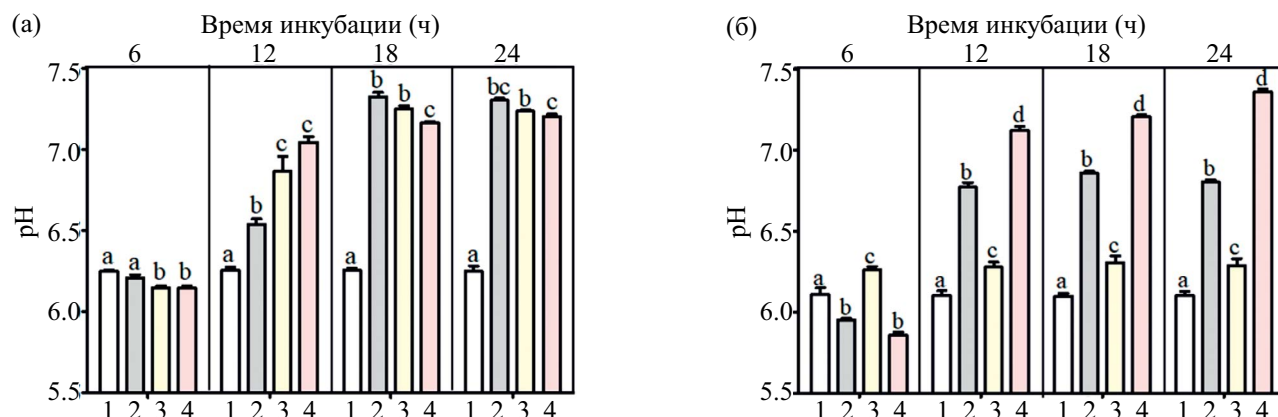 (а)
Время инкубации (ч)
6 12 18 24
7.5
7.0
6.5
6.0
5.5
pH
a a b b
a b c c
a b b c
a bc b c
1 2 3 4 1 2 3 4 1 2 3 4 1 2 3 4
(б)
Время инкубации (ч)
6 12 18 24
7.5
7.0
6.5
6.0
5.5
pH
a b c b
a b c d
a b c d
a b c d
1 2 3 4 1 2 3 4 1 2 3 4 1 2 3 4